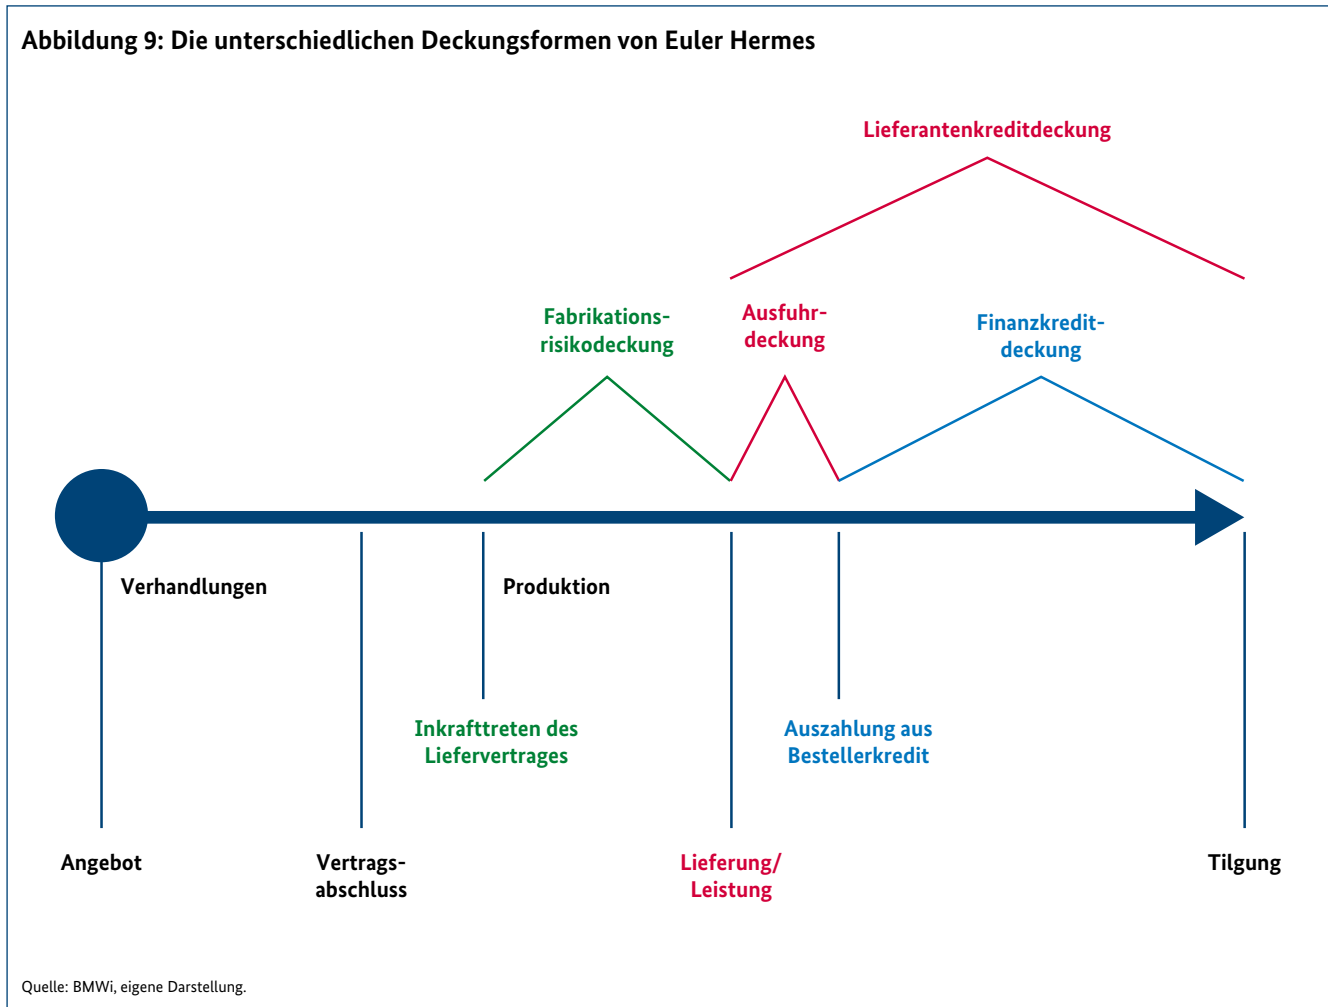 Abbildung 9: Die unterschiedlichen Deckungsformen von Euler Hermes
Lieferantenkreditdeckung
Fabrikations-
risikodeckung
Ausfuhr-
deckung
Finanzkredit-
deckung
Verhandlungen
Produktion
Inkrafttreten des
Liefervertrages
Auszahlung aus
Bestellerkredit
Angebot
Vertrags-
abschluss
Lieferung/
Leistung
Tilgung
Quelle: BMWi, eigene Darstellung.